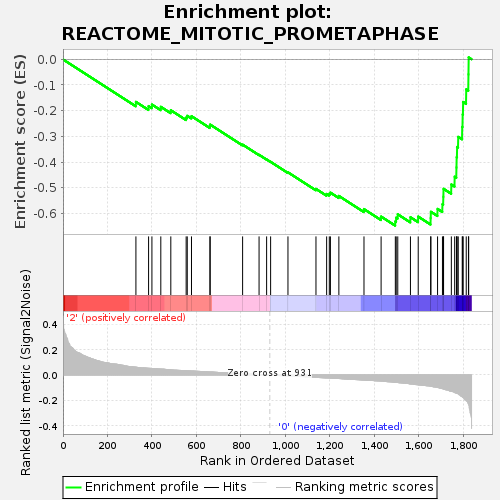 Enrichment plot:
REACTOME_MITOTIC_PROMETAPHASE
Enrichment score (ES)
0.0
-0.1
-0.2
-0.3
-0.4
-0.5
-0.6
'2' (positively correlated)
Ranked list metric (Signal2Noise)
0.4
0.2
0.0
-0.2
-0.4
Zero cross at 931
'0' (negatively correlated)
0 200 400 600 800 1,000 1,200 1,400 1,600 1,800
Rank in Ordered Dataset
Enrichment profile Hits Ranking metric scores